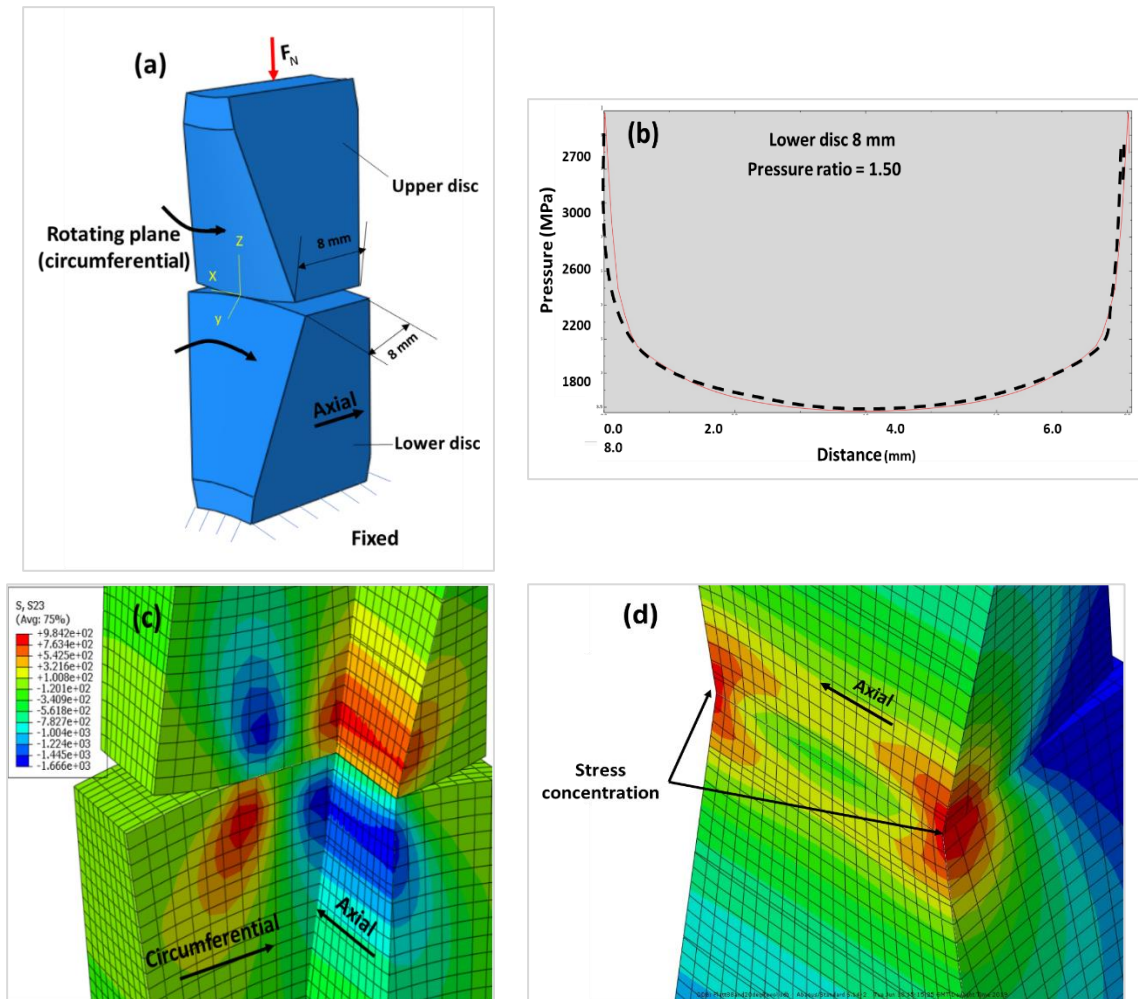 (a)
F_N
Upper disc
8 mm
Rotating plane
(circumferential)
Z
X
y
8 mm
Axial
Lower disc
Fixed
(b)
Lower disc 8 mm
Pressure ratio = 1.50
Pressure (MPa)
2700
3000
2600
2200
1800
0.0 2.0 4.0 6.0
8.0
Distance (mm)
(c)
S, S23
(Avg: 75%)
+9.842e+02
+7.634e+02
+5.425e+02
+3.216e+02
+1.008e+02
-1.201e+02
-3.409e+02
-5.618e+02
-7.827e+02
-1.004e+03
-1.224e+03
-1.445e+03
-1.666e+03
Circumferential
Axial
(d)
Axial
Stress
concentration